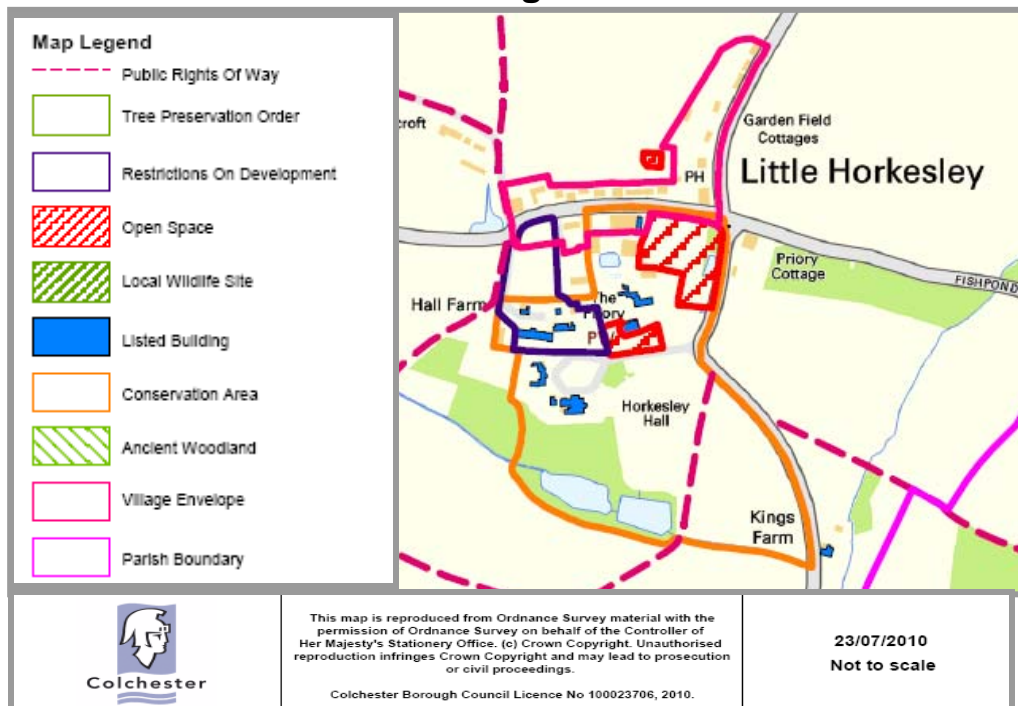 Map Legend
Public Rights Of Way
Tree Preservation Order
Restrictions On Development
Open Space
Local Wildlife Site
Listed Building
Conservation Area
Ancient Woodland
Village Envelope
Parish Boundary
croft
Garden Field
Cottages
Little Horkesley
PH
Priory
Cottage
FISHPOND
Hall Farm
The
Priory
Horkesley
Hall
Kings
Farm
Colchester
This map is reproduced from Ordnance Survey material with the
permission of Ordnance Survey on behalf of the Controller of
Her Majesty's Stationery Office. (c) Crown Copyright. Unauthorised
reproduction infringes Crown Copyright and may lead to prosecution
or civil proceedings.
Colchester Borough Council Licence No 100023706, 2010.
23/07/2010
Not to scale